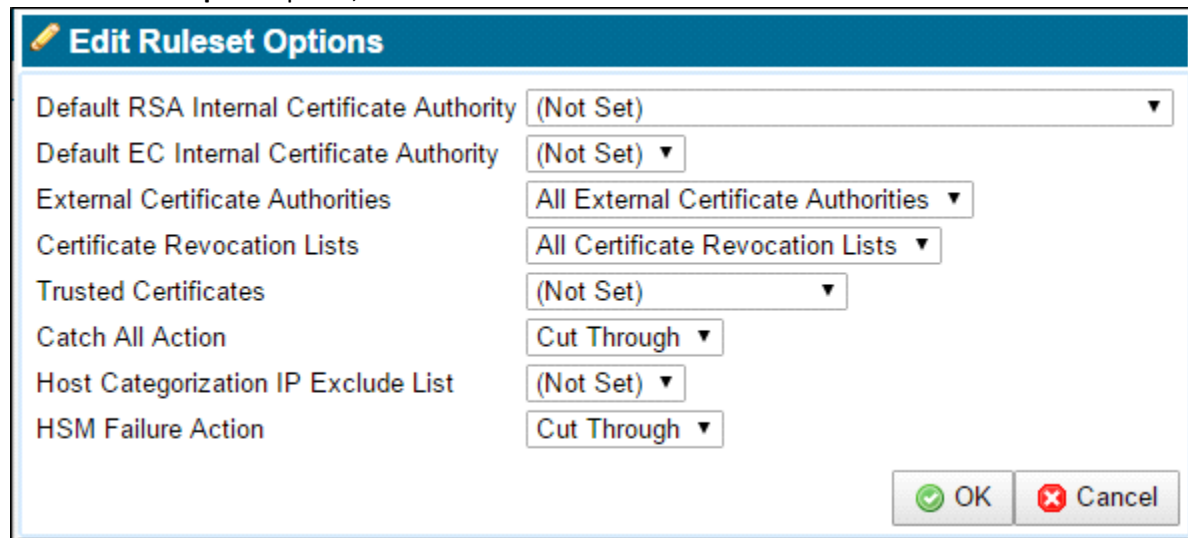 Edit Ruleset Options
Default RSA Internal Certificate Authority (Not Set)
Default EC Internal Certificate Authority (Not Set)
External Certificate Authorities All External Certificate Authorities
Certificate Revocation Lists All Certificate Revocation Lists
Trusted Certificates (Not Set)
Catch All Action Cut Through
Host Categorization IP Exclude List (Not Set)
HSM Failure Action Cut Through
OK Cancel